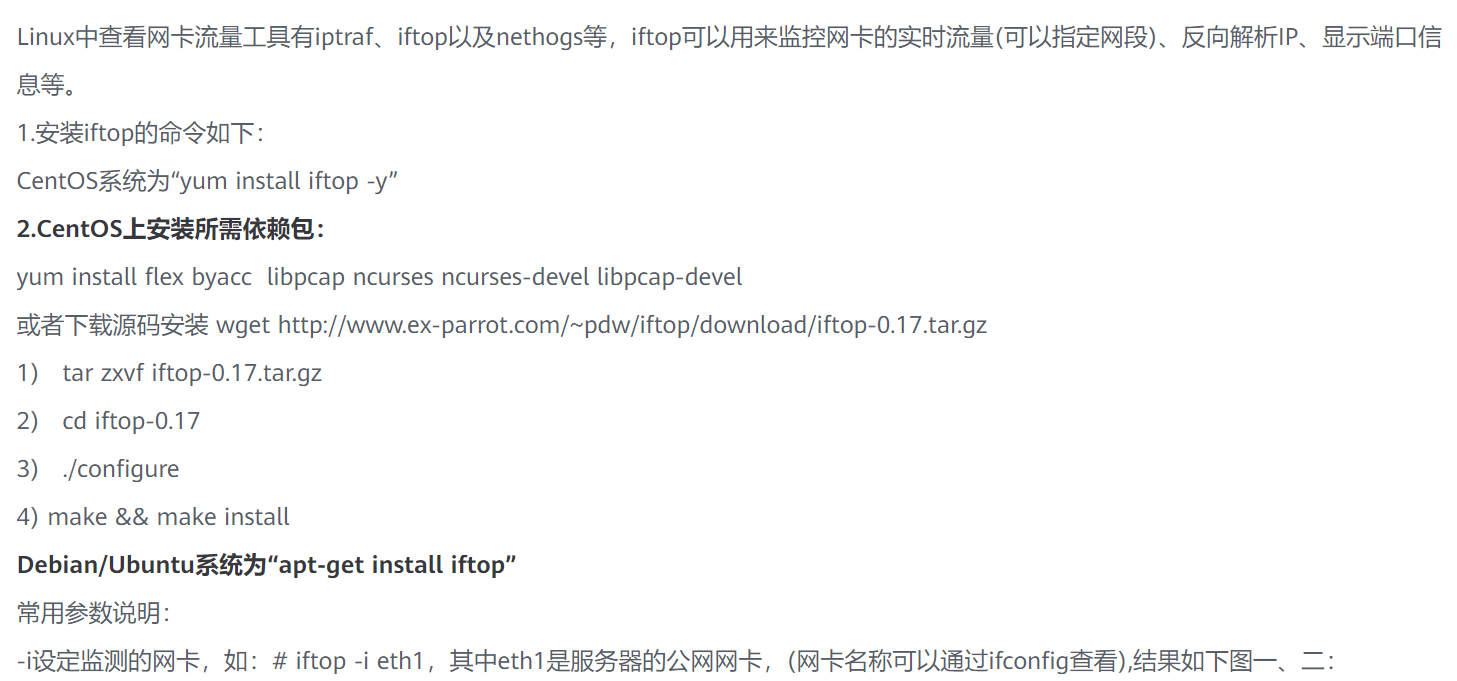 Linux中查看网卡流量工具有iptraf、iftop以及nethogs等，iftop可以用来监控网卡的实时流量(可以指定网段)、反向解析IP、显示端口信
息等。
1.安装iftop的命令如下：
CentOS系统为“yum install iftop -y”
2.CentOS上安装所需依赖包：
yum install flex byacc  libpcap ncurses ncurses-devel libpcap-devel
或者下载源码安装 wget http://www.ex-parrot.com/~pdw/iftop/download/iftop-0.17.tar.gz
1)   tar zxvf iftop-0.17.tar.gz
2)   cd iftop-0.17
3)   ./configure
4) make && make install
Debian/Ubuntu系统为“apt-get install iftop”
常用参数说明：
-i设定监测的网卡，如：# iftop -i eth1，其中eth1是服务器的公网网卡，(网卡名称可以通过ifconfig查看),结果如下图一、二：